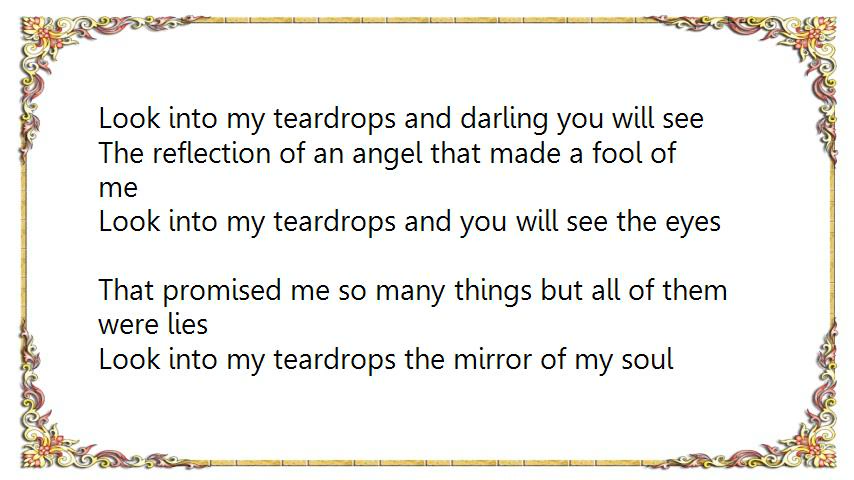 Look into my teardrops and darling you will see
The reflection of an angel that made a fool of
me
Look into my teardrops and you will see the eyes

That promised me so many things but all of them
were lies
Look into my teardrops the mirror of my soul